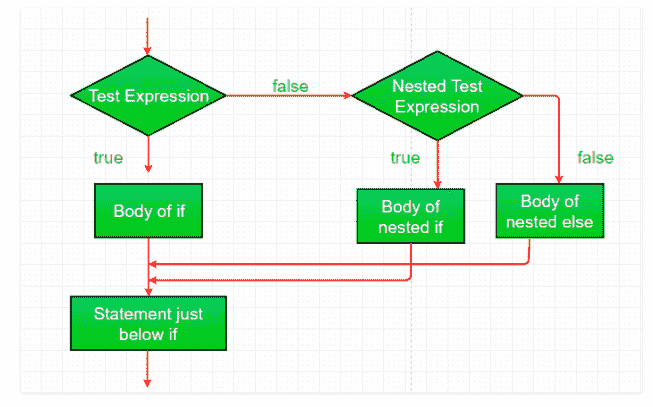 Test Expression
false
Nested Test
Expression
true
true
false
Body of if
Body of
nested if
Body of
nested else
Statement just
below if